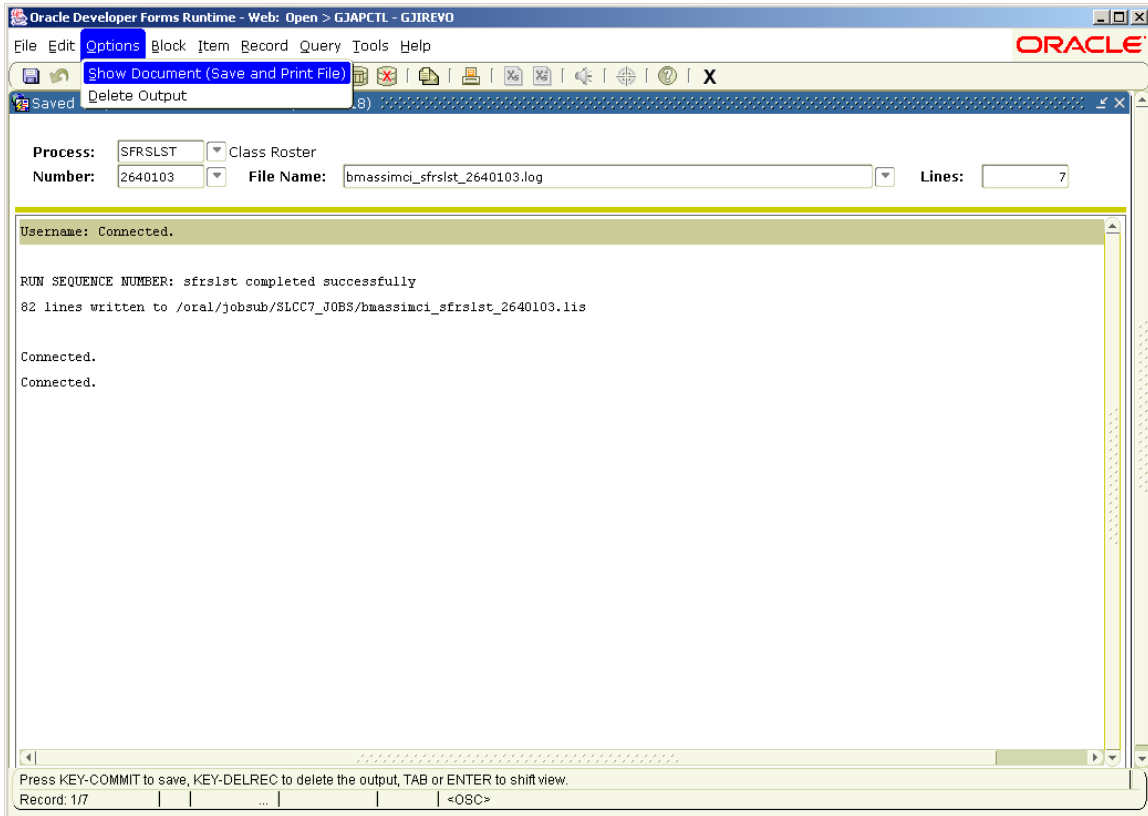 Oracle Developer Forms Runtime - Web: Open > GJAPCTL - GJIREVO
File Edit Options Block Item Record Query Tools Help
ORACLE
Show Document (Save and Print File)
X
Delete Output
Saved .8)
Process: SFRSLST Class Roster
Number: 2640103 File Name: bmassimci_sfrslst_2640103.log Lines: 7
Username: Connected.
RUN SEQUENCE NUMBER: sfrslst completed successfully
82 lines written to /oral/jobsub/SLCC7_JOBS/bmassimci_sfrslst_2640103.lis
Connected.
Connected.
Press KEY-COMMIT to save, KEY-DELREC to delete the output, TAB or ENTER to shift view.
Record: 1/7 ... <OSC>